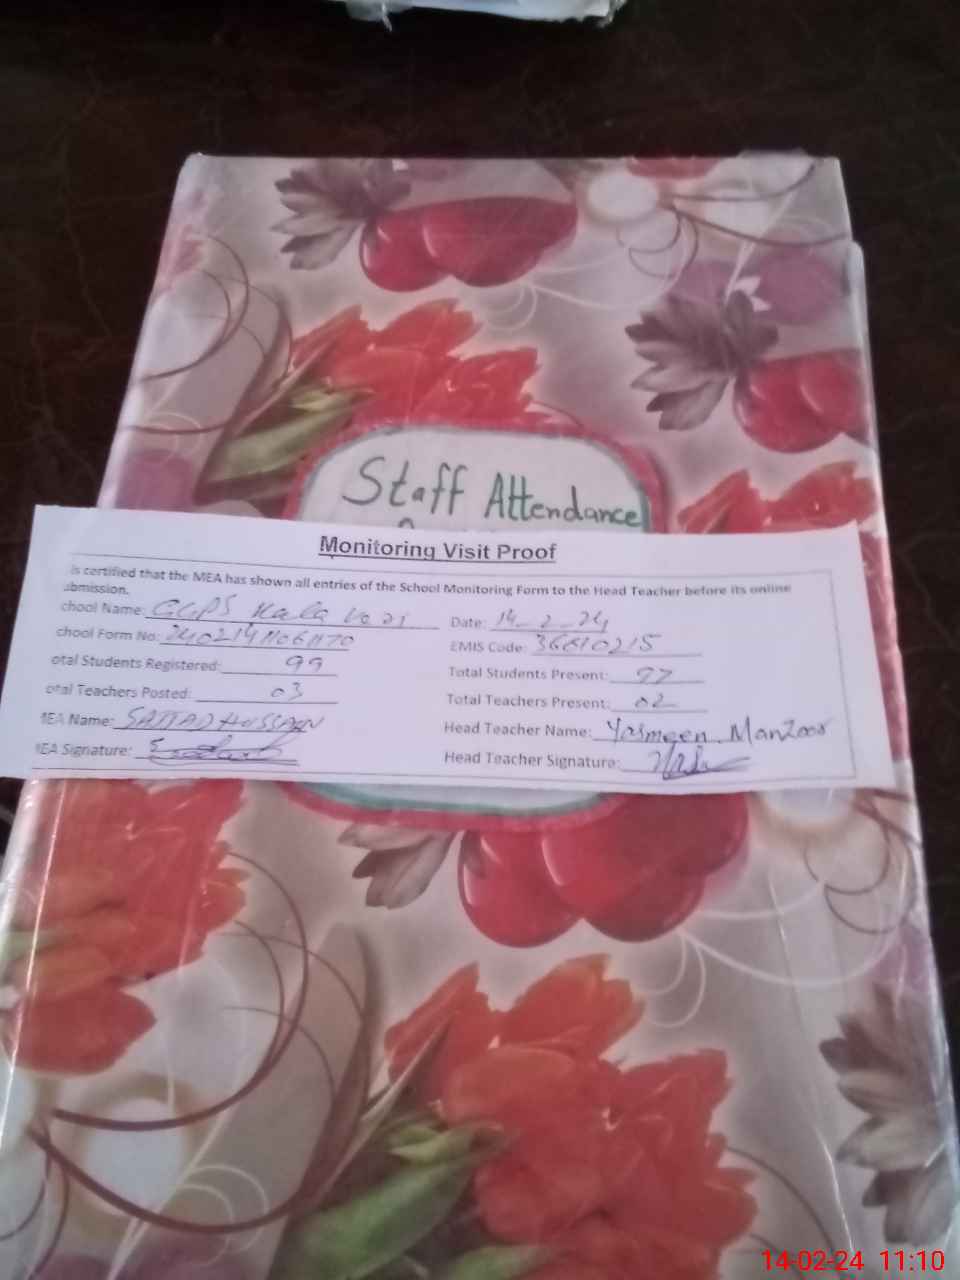 Staff Attendance
Monitoring Visit Proof
is certified that the MEA has shown all entries of the School Monitoring Form to the Head Teacher before its online
ubmission.
chool Name: GGPS Kala
Date: 14-2-24
chool Form No:
EMIS Code: 36610215
otal Students Registered: 99
Total Students Present: 97
otal Teachers Posted: 03
Total Teachers Present: 02
MEA Name: SAJJAD HUSSAIN
Head Teacher Name: Yasmeen Manzoor
MEA Signature:
Head Teacher Signature:
14-02-24 11:10